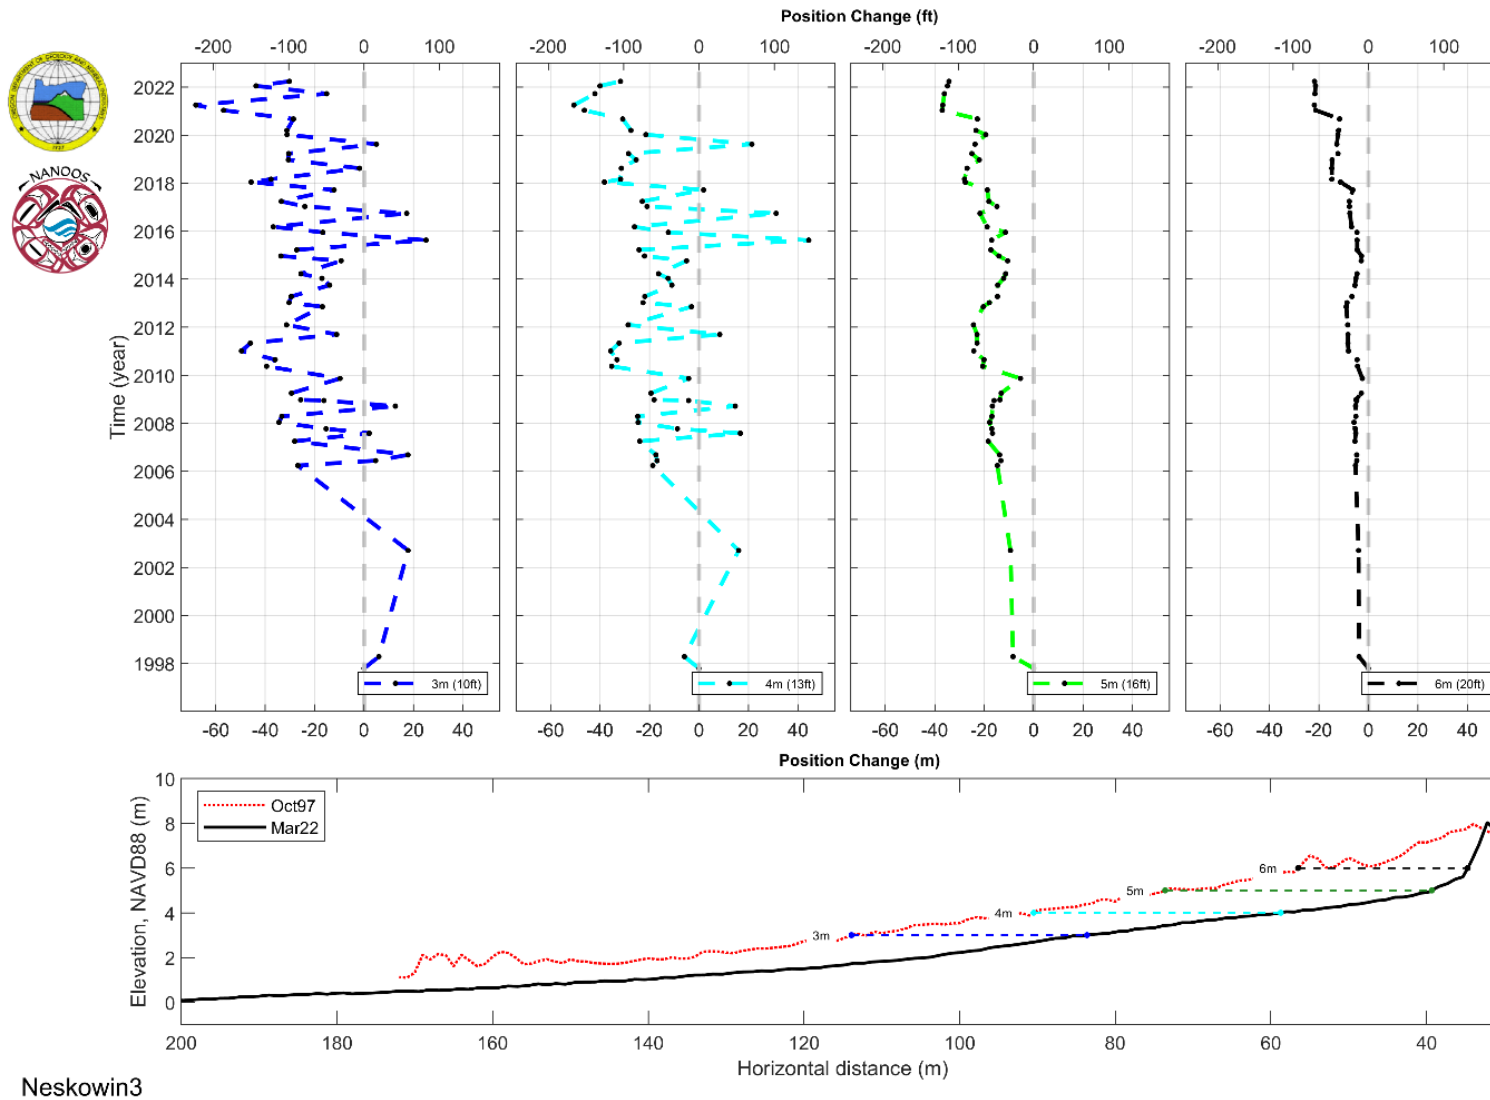 Position Change (ft)
-200 -100 0 100
-200 -100 0 100
-100 0 100
-100 0 100
2022
2020
2018
2016
2014
2012
2010
2008
2006
2004
2002
2000
1998
Time (year)
NANOOS
3m (10ft)
4m (13ft)
5m (16ft)
6m (20ft)
-60 -40 -20 0 20 40
-60 -40 -20 0 20 40
-60 -40 -20 0 20 40
-60 -40 -20 0 20 40
Position Change (m)
10
8
6
4
2
0
Elevation, NAVD88 (m)
Oct97
Mar22
6m
5m
4m
3m
200 180 160 140 120 100 80 60 40
Horizontal distance (m)
Neskowin3